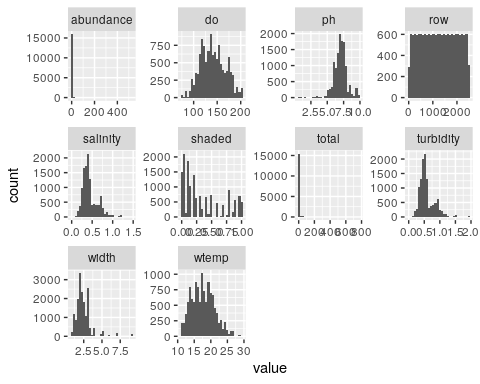 abundance do ph row
15000 10000 5000 0
750 500 250 0
2000 1500 1000 500 0
600 400 200 0
0 200 400
100 150 200
2.5 5.0 7.5 10.0
0 1000 2000
salinity shaded total turbidity
2000 1500 1000 500 0
2000 1500 1000 500 0
15000 10000 5000 0
2000 1500 1000 500 0
0.0 0.5 1.0 1.5
0.00 0.25 0.50 0.75 1.00
0 200 400 600 800
0.0 0.5 1.0 1.5 2.0
width wtemp
3000 2000 1000 0
1000 750 500 250 0
2.5 5.0 7.5
10 15 20 25 30
count
value